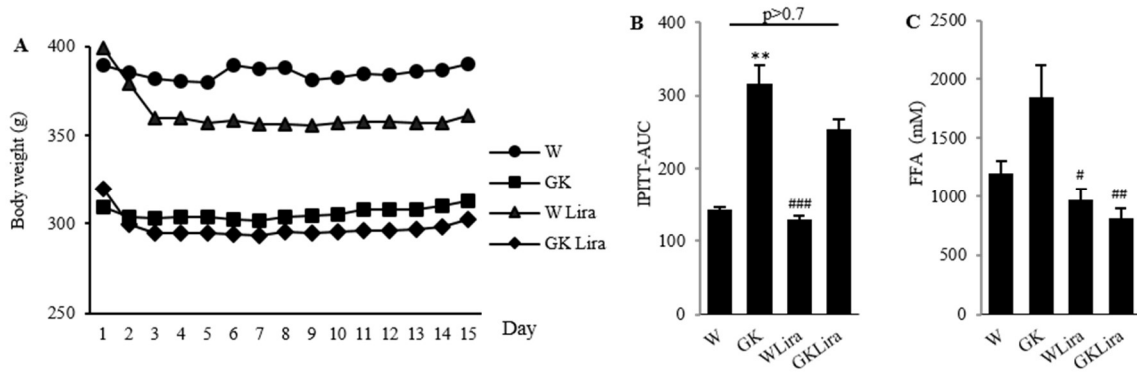 A
Body weight (g)
400
350
300
250
1 2 3 4 5 6 7 8 9 10 11 12 13 14 15
Day
W
GK
W Lira
GK Lira
B
p>0.7
IPITT-AUC
400
300
200
100
0
**
###
W
GK
WLira
GKLira
C
FFA (mM)
2500
2000
1500
1000
500
0
#
##
W
GK
WLira
GKLira